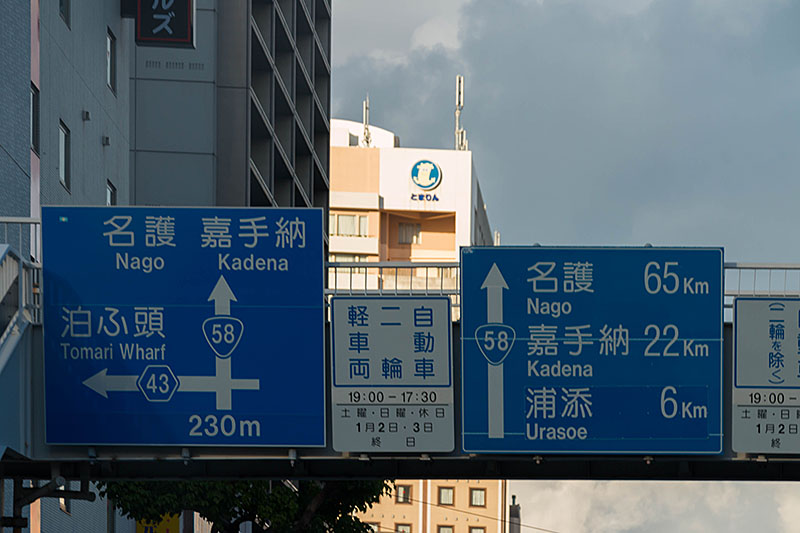 ルズ
とまりん
名護 嘉手納
Nago Kadena
58
泊ふ頭
Tomari Wharf
43
230m
軽車両 二輪 自動車
19:00 - 17:30
土曜・日曜・休日
1月2日・3日
終日
名護 65Km
Nago
58
嘉手納 22Km
Kadena
浦添 6Km
Urasoe
(二輪を除く)
19:00 -
土曜・日
1月2日
終